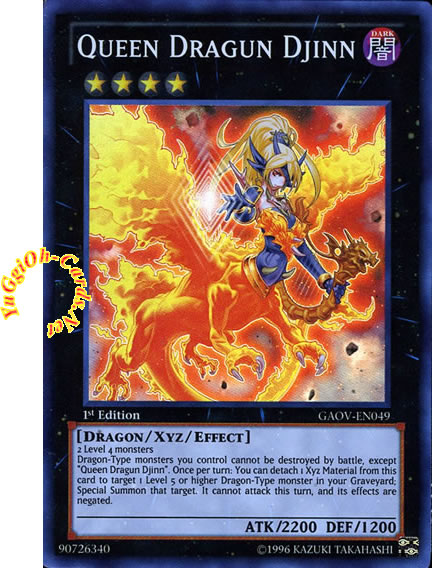 QUEEN DRAGUN DJINN
DARK
闇
YuGgiOh-Cards.Net
1st Edition
GAOV-EN049
[DRAGON/XYZ/EFFECT]
2 Level 4 monsters
Dragon-Type monsters you control cannot be destroyed by battle, except
"Queen Dragun Djinn". Once per turn: You can detach 1 Xyz Material from this
card to target 1 Level 5 or higher Dragon-Type monster in your Graveyard;
Special Summon that target. It cannot attack this turn, and its effects are
negated.
ATK/2200 DEF/1200
90726340
©1996 KAZUKI TAKAHASHI